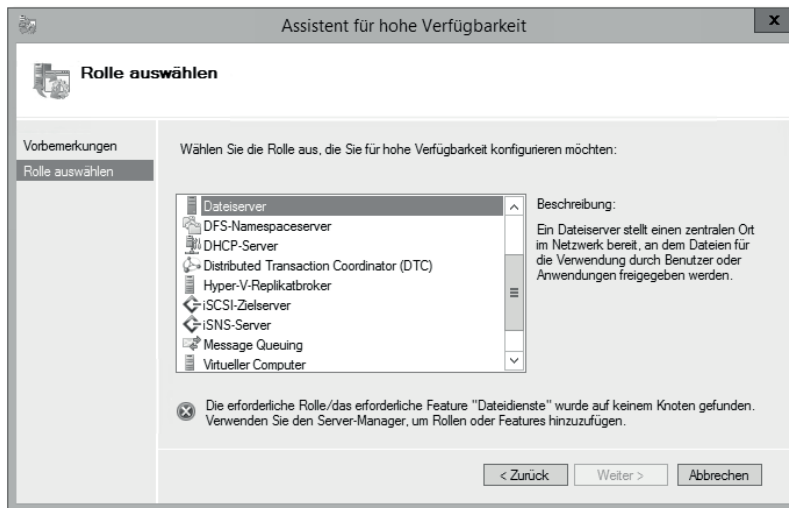 Assistent für hohe Verfügbarkeit
x
Rolle auswählen
Vorbemerkungen
Rolle auswählen
Wählen Sie die Rolle aus, die Sie für hohe Verfügbarkeit konfigurieren möchten:
Dateiserver
DFS-Namespaceserver
DHCP-Server
Distributed Transaction Coordinator (DTC)
Hyper-V-Replikatbroker
iSCSI-Zielserver
iSNS-Server
Message Queuing
Virtueller Computer
Beschreibung:
Ein Dateiserver stellt einen zentralen Ort
im Netzwerk bereit, an dem Dateien für
die Verwendung durch Benutzer oder
Anwendungen freigegeben werden.
Die erforderliche Rolle/das erforderliche Feature "Dateidienste" wurde auf keinem Knoten gefunden.
Verwenden Sie den Server-Manager, um Rollen oder Features hinzuzufügen.
< Zurück
Weiter >
Abbrechen